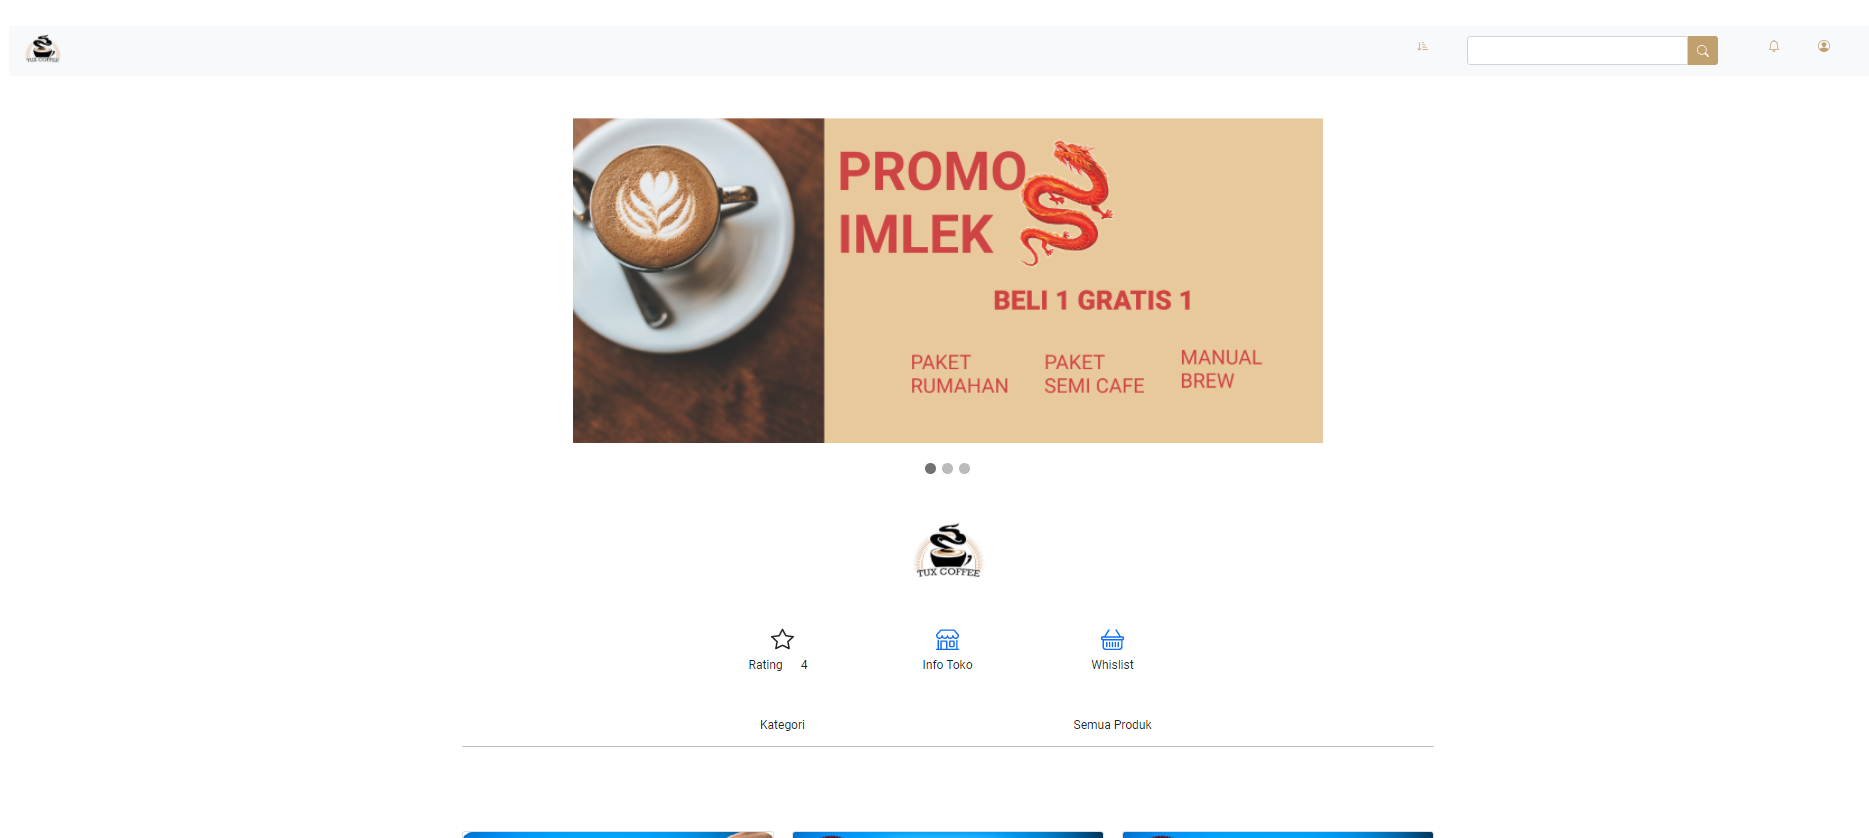 TUX COFFEE
PROMO
IMLEK
BELI 1 GRATIS 1
PAKET
RUMAHAN
PAKET
SEMI CAFE
MANUAL
BREW
TUX COFFEE
Rating 4
Info Toko
Whislist
Kategori
Semua Produk